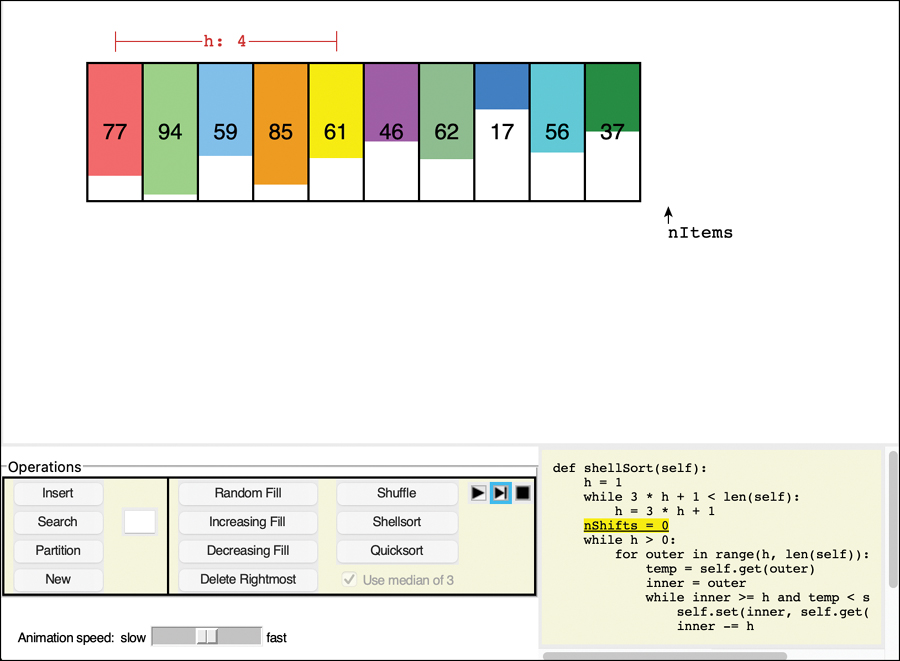 h: 4
77 94 59 85 61 46 62 17 56 37
nItems
Operations
Insert
Search
Partition
New
Random Fill
Increasing Fill
Decreasing Fill
Delete Rightmost
Shuffle
Shellsort
Quicksort
Use median of 3
Animation speed: slow fast
def shellSort(self):
h = 1
while 3 * h + 1 < len(self):
h = 3 * h + 1
nShifts = 0
while h > 0:
for outer in range(h, len(self)):
temp = self.get(outer)
inner = outer
while inner >= h and temp < s
self.set(inner, self.get(
inner -= h